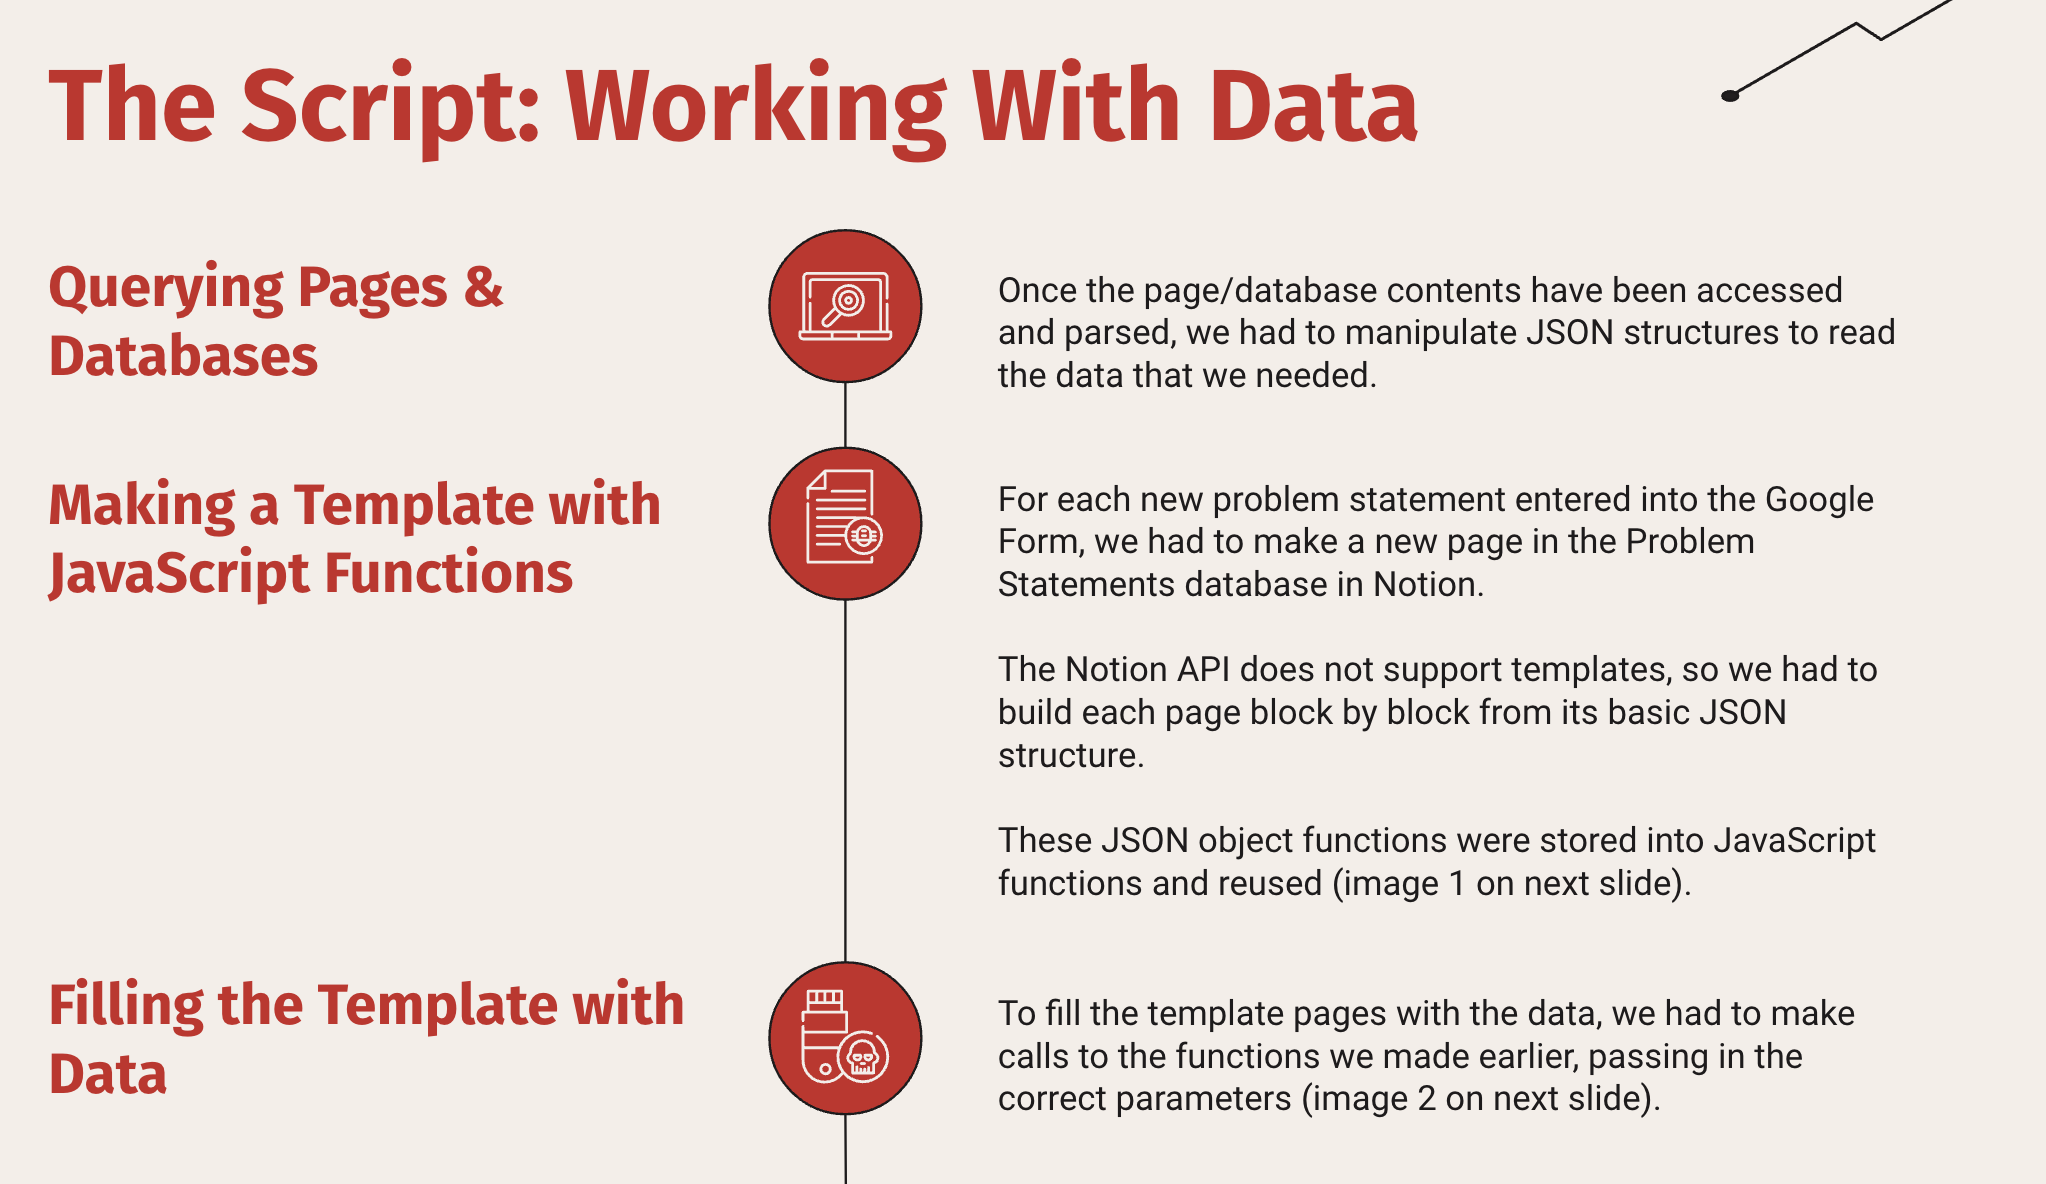 The Script: Working With Data
Querying Pages &
Databases
Once the page/database contents have been accessed
and parsed, we had to manipulate JSON structures to read
the data that we needed.
Making a Template with
JavaScript Functions
For each new problem statement entered into the Google
Form, we had to make a new page in the Problem
Statements database in Notion.
The Notion API does not support templates, so we had to
build each page block by block from its basic JSON
structure.
These JSON object functions were stored into JavaScript
functions and reused (image 1 on next slide).
Filling the Template with
Data
To fill the template pages with the data, we had to make
calls to the functions we made earlier, passing in the
correct parameters (image 2 on next slide).